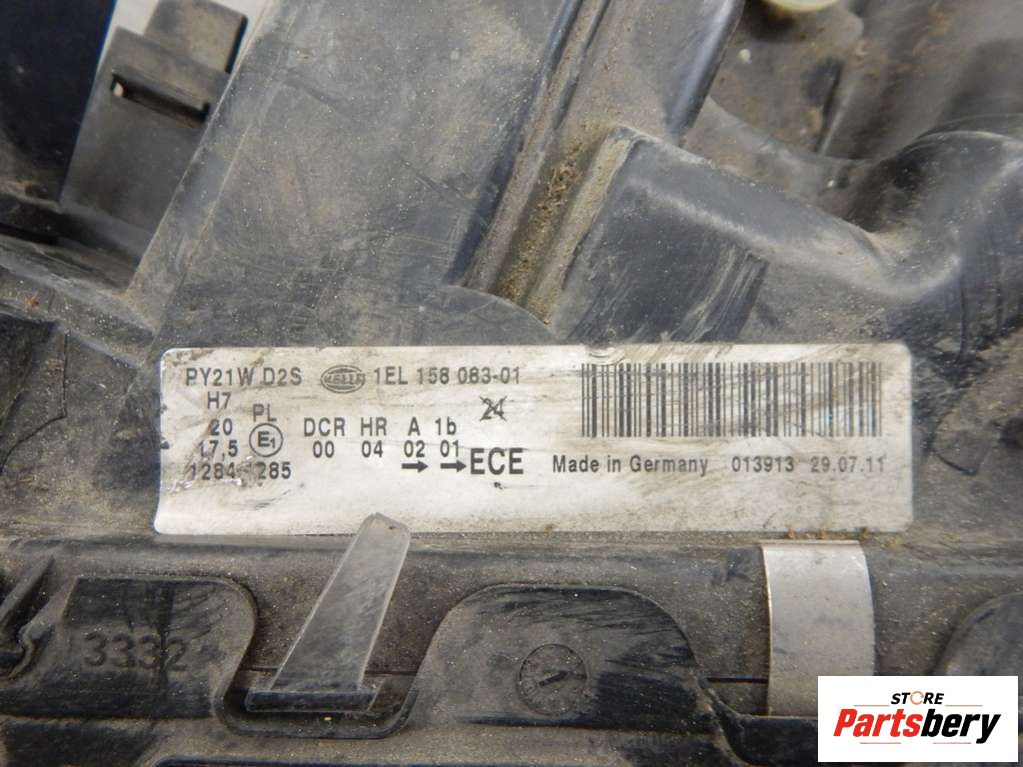 PY21W D2S HELLA 1EL 158 083-01
H7
PL
24
20 DCR HR A 1b
17,5 E1 00 04 02 01
→ →ECE
1284 1285
Made in Germany 013913 29.07.11
3332
STORE
Partsbery